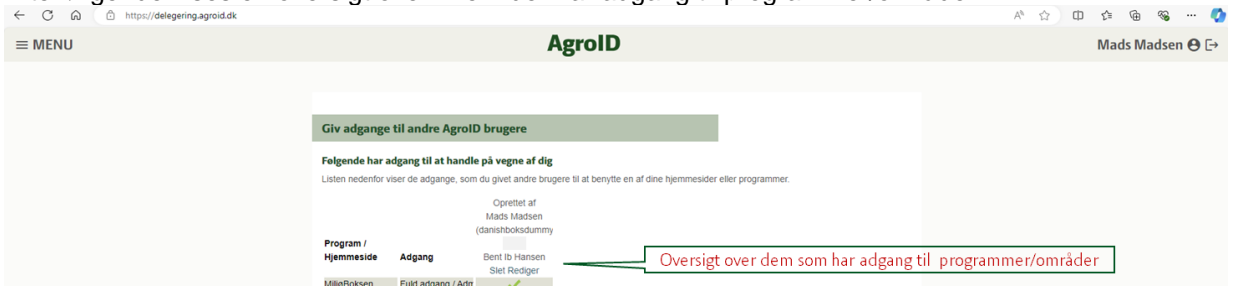 https://delegering.agroid.dk
≡ MENU
AgroID
Mads Madsen
Giv adgange til andre AgroID brugere
Følgende har adgang til at handle på vegne af dig
Listen nedenfor viser de adgange, som du givet andre brugere til at benytte en af dine hjemmesider eller programmer.
Oprettet af
Mads Madsen
(danishboksdummy
Program /
Hjemmeside Adgang Bent Ib Hansen
Slet Rediger
Oversigt over dem som har adgang til programmer/områder
MiljøBoksen Fuld adgang / Adm